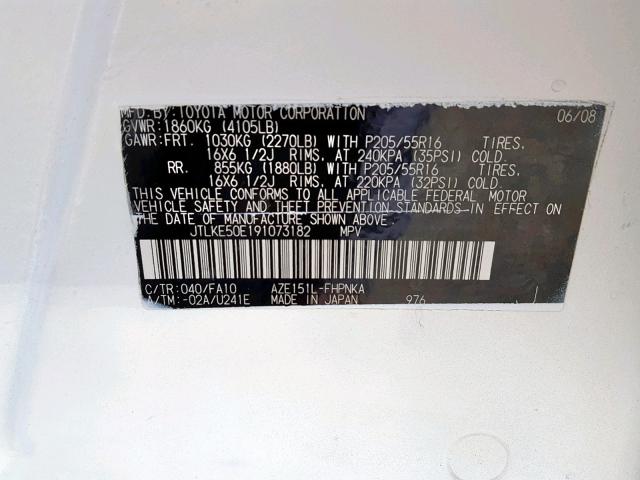 MFD. BY: TOYOTA MOTOR CORPORATION 06/08
GVWR: 1860KG (4105LB)
GAWR: FRT. 1030KG (2270LB) WITH P205/55R16 TIRES,
16X6 1/2J RIMS, AT 240KPA (35PSI) COLD.
RR. 855KG (1880LB) WITH P205/55R16 TIRES,
16X6 1/2J RIMS, AT 220KPA (32PSI) COLD.
THIS VEHICLE CONFORMS TO ALL APPLICABLE FEDERAL MOTOR
VEHICLE SAFETY AND THEFT PREVENTION STANDARDS IN EFFECT ON
THE DATE OF MANUFACTURE SHOWN ABOVE.
JTLKE50E191073182 MPV
C/TR: 040/FA10 AZE151L-FHPNKA
A/TM: -02A/U241E MADE IN JAPAN 976